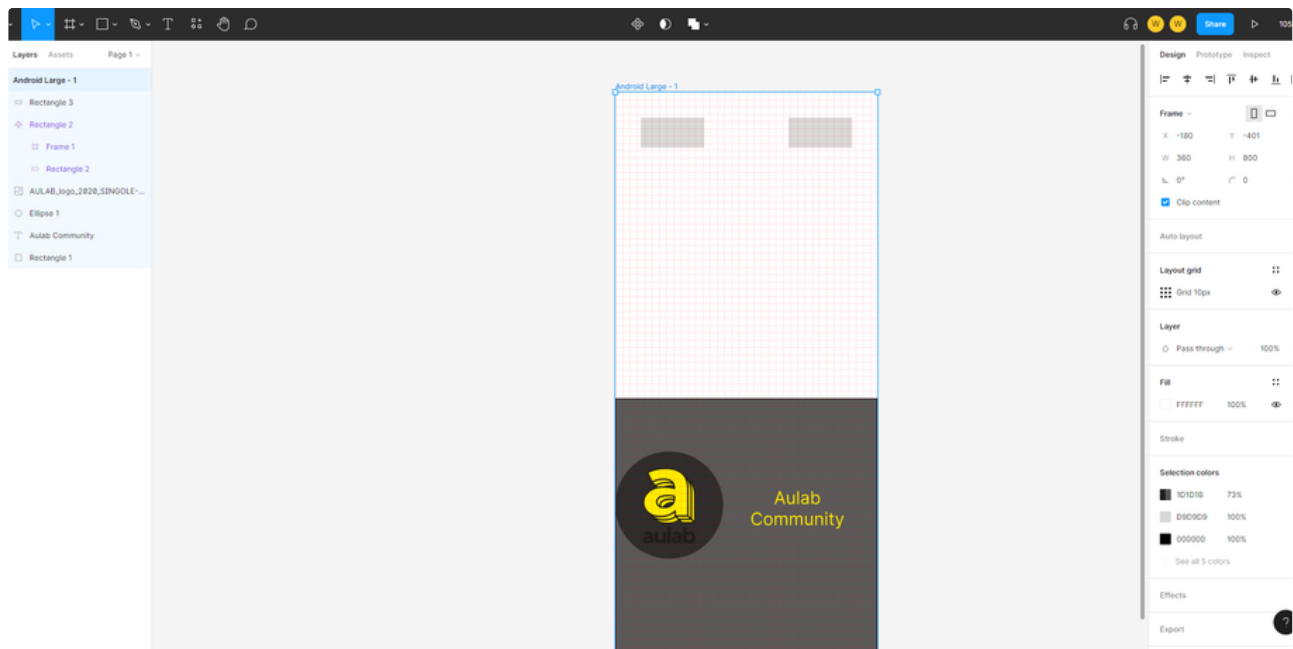 W W Share 105
Layers Assets Page 1
Android Large - 1
Rectangle 3
Rectangle 2
Frame 1
Rectangle 2
AULAB_logo_2020_SINGOLE-...
Ellipse 1
Aulab Community
Rectangle 1
Android Large - 1
a
aulab
Aulab
Community
Design Prototype Inspect
Frame
X -180 Y -401
W 360 H 800
0° 0
Clip content
Auto layout
Layout grid
Grid 10px
Layer
Pass through 100%
Fill
FFFFFF 100%
Stroke
Selection colors
1D1D1B 73%
D9D9D9 100%
000000 100%
See all 5 colors
Effects
Export
?